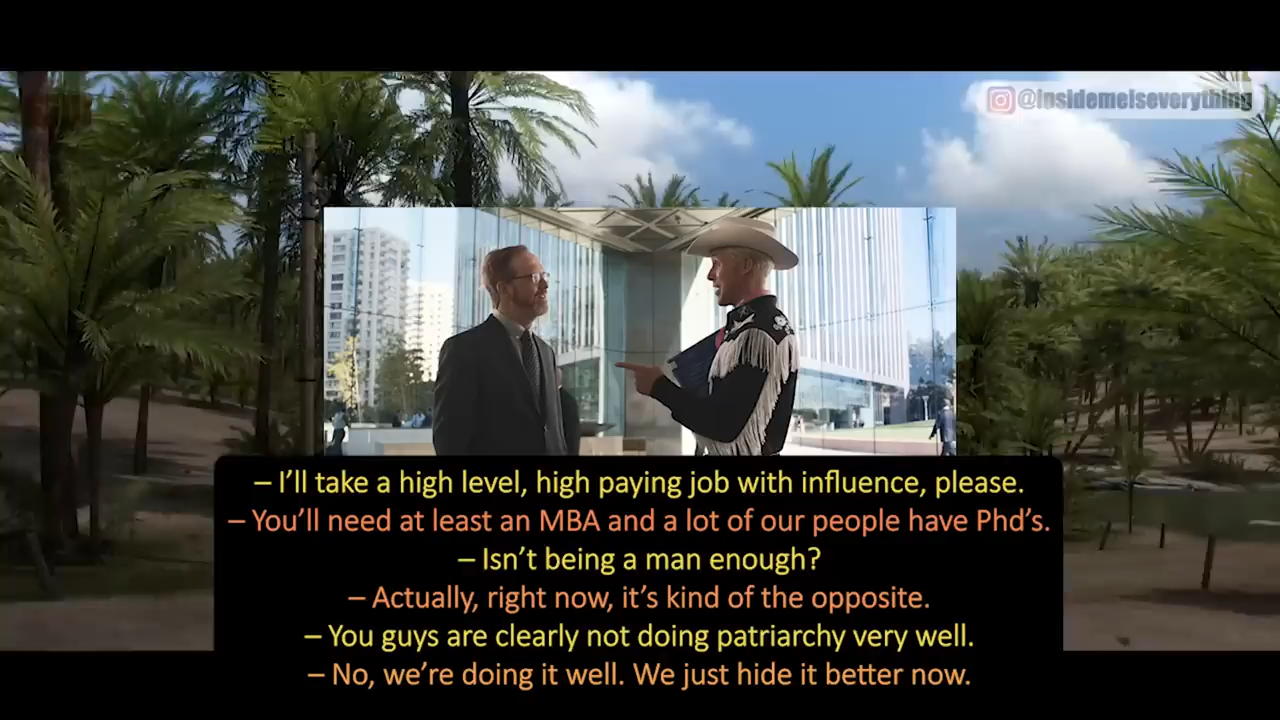 @insidemeiseverything
– I’ll take a high level, high paying job with influence, please.
– You’ll need at least an MBA and a lot of our people have Phd’s.
– Isn’t being a man enough?
– Actually, right now, it’s kind of the opposite.
– You guys are clearly not doing patriarchy very well.
– No, we’re doing it well. We just hide it better now.